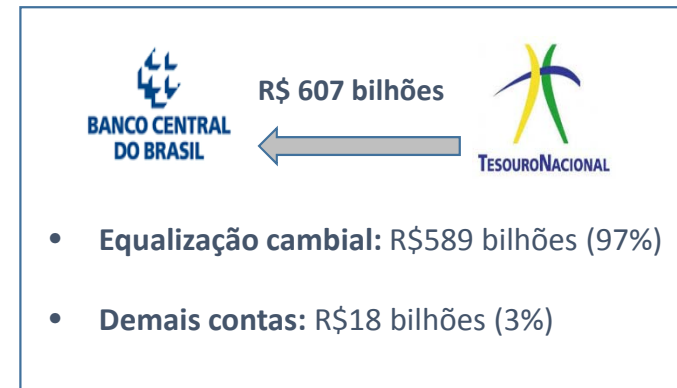 R$ 607 bilhões
BANCO CENTRAL
DO BRASIL
TESOURONACIONAL
• Equalização cambial: R$589 bilhões (97%)
• Demais contas: R$18 bilhões (3%)